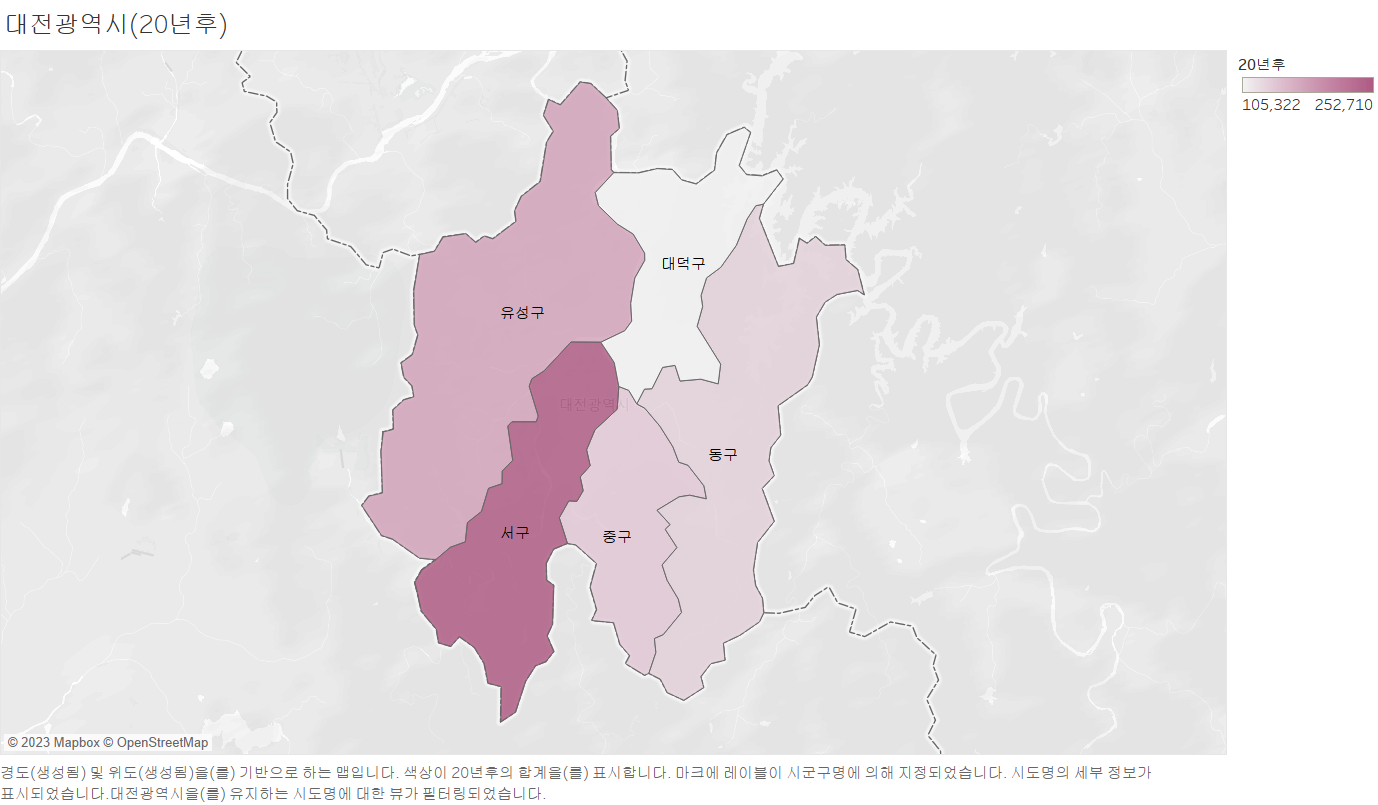 대전광역시(20년후)
20년후
105,322 252,710
대덕구
유성구
대전광역시
동구
서구
중구
© 2023 Mapbox © OpenStreetMap
경도(생성됨) 및 위도(생성됨)을(를) 기반으로 하는 맵입니다. 색상이 20년후의 합계을(를) 표시합니다. 마크에 레이블이 시군구명에 의해 지정되었습니다. 시도명의 세부 정보가
표시되었습니다.대전광역시을(를) 유지하는 시도명에 대한 뷰가 필터링되었습니다.